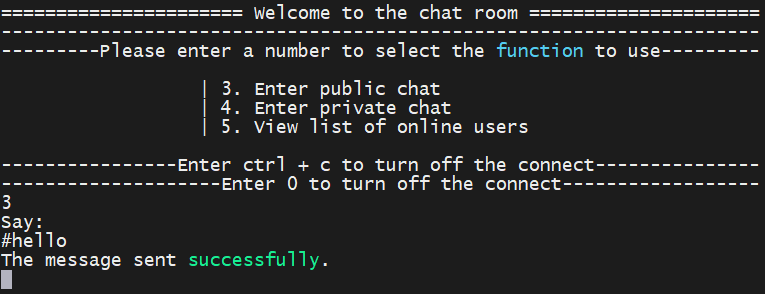 ====================== Welcome to the chat room =====================
---------------------------------------------------------------------
---------Please enter a number to select the function to use---------
| 3. Enter public chat
| 4. Enter private chat
| 5. View list of online users
----------------Enter ctrl + c to turn off the connect---------------
--------------------Enter 0 to turn off the connect------------------
3
Say:
#hello
The message sent successfully.